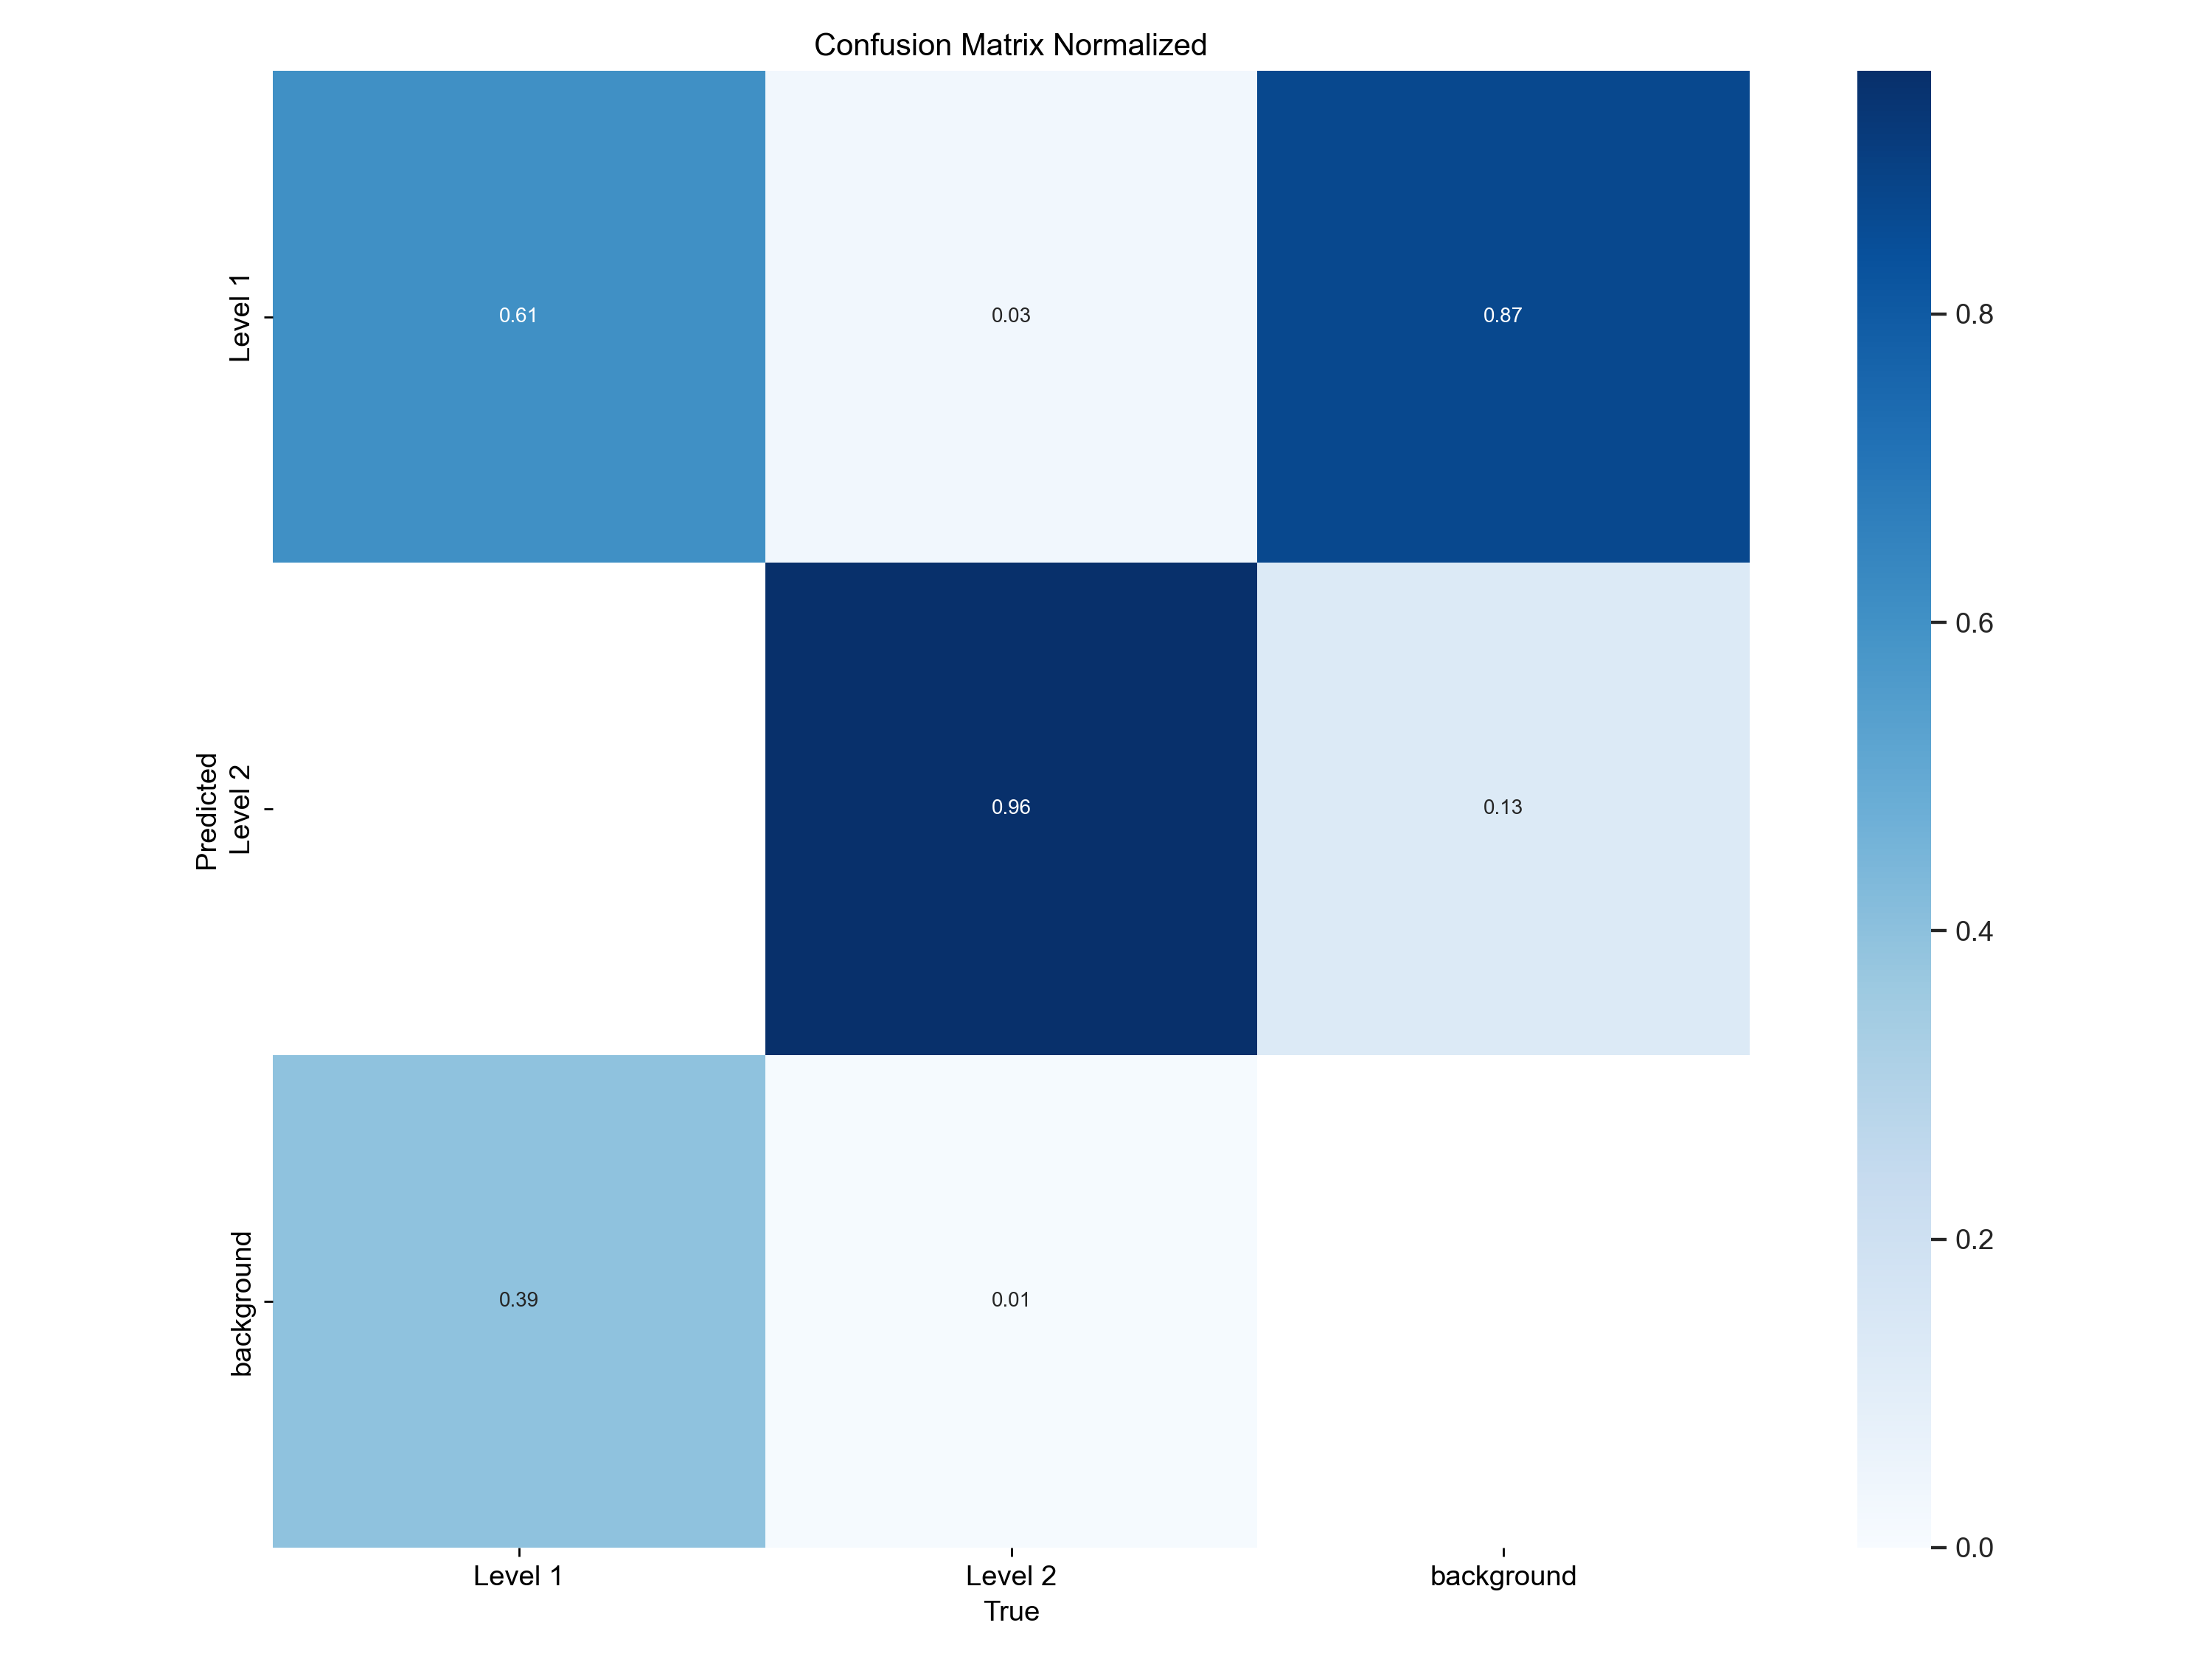 Confusion Matrix Normalized
Level 1
0.61
0.03
0.87
0.8
0.6
Predicted
Level 2
0.96
0.13
0.4
background
0.39
0.01
0.2
0.0
Level 1
Level 2
background
True